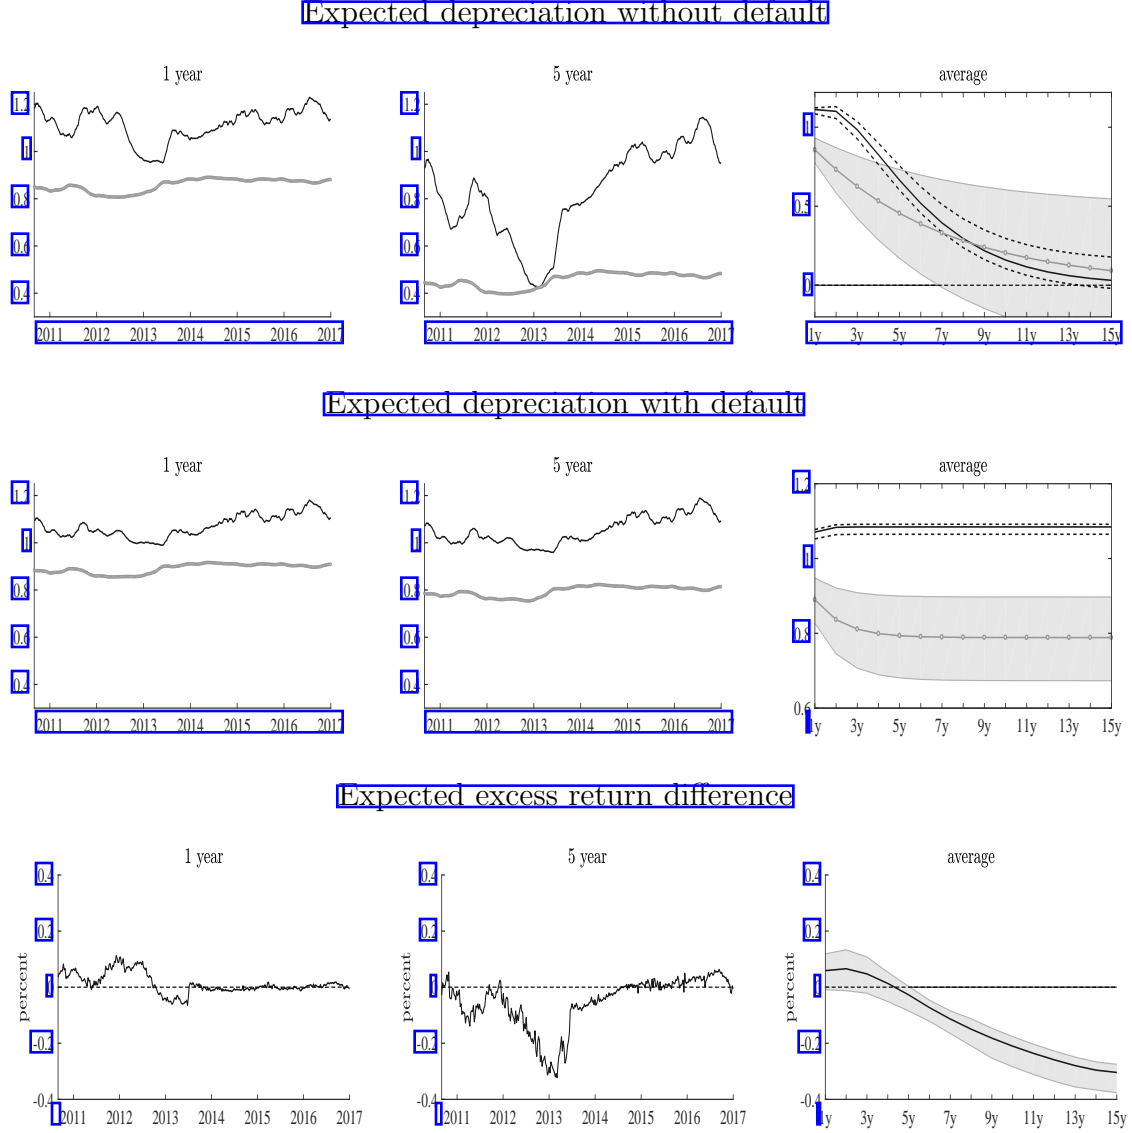 Expected depreciation without default
1 year 5 year average
1.2 1.2
1 1 1
0.8 0.8 0.5
0.6 0.6
0.4 0.4 0
2011 2012 2013 2014 2015 2016 2017 2011 2012 2013 2014 2015 2016 2017 1y 3y 5y 7y 9y 11y 13y 15y
Expected depreciation with default
1 year 5 year average
1.2 1.2 1.2
1 1 1
0.8 0.8 0.8
0.6 0.6
0.4 0.4 0.6
2011 2012 2013 2014 2015 2016 2017 2011 2012 2013 2014 2015 2016 2017 1y 3y 5y 7y 9y 11y 13y 15y
Expected excess return difference
1 year 5 year average
0.4 0.4 0.4
0.2 0.2 0.2
percent percent percent
0 0 0
-0.2 -0.2 -0.2
-0.4 -0.4 -0.4
2011 2012 2013 2014 2015 2016 2017 2011 2012 2013 2014 2015 2016 2017 1y 3y 5y 7y 9y 11y 13y 15y